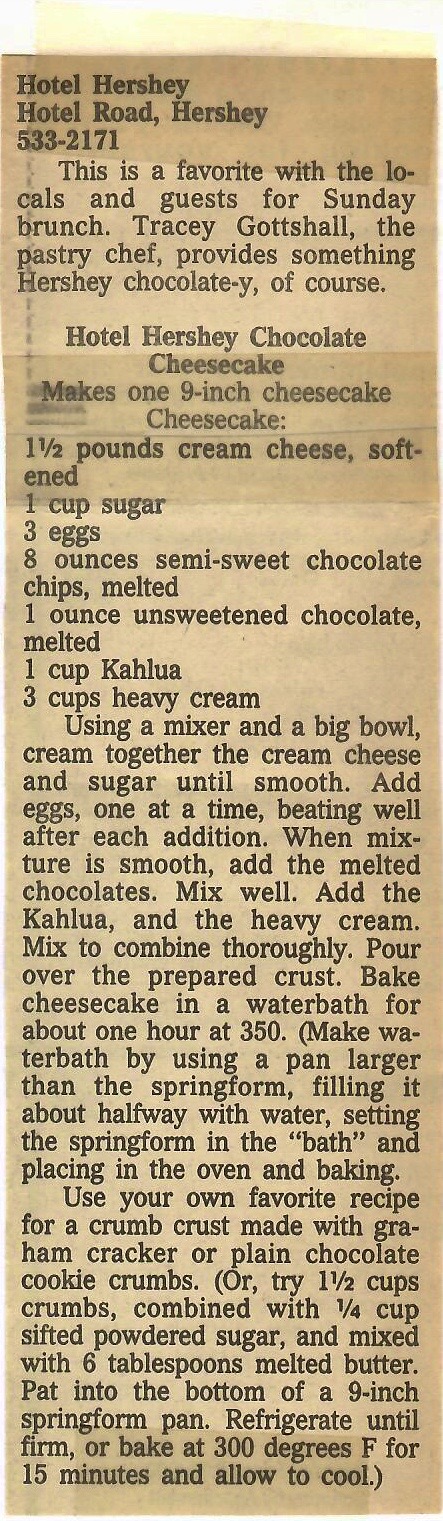 Hotel Hershey
Hotel Road, Hershey
533-2171
This is a favorite with the lo-
cals and guests for Sunday
brunch. Tracey Gottshall, the
pastry chef, provides something
Hershey chocolate-y, of course.
Hotel Hershey Chocolate
Cheesecake
Makes one 9-inch cheesecake
Cheesecake:
1½ pounds cream cheese, soft-
ened
1 cup sugar
3 eggs
8 ounces semi-sweet chocolate
chips, melted
1 ounce unsweetened chocolate,
melted
1 cup Kahlua
3 cups heavy cream
Using a mixer and a big bowl,
cream together the cream cheese
and sugar until smooth. Add
eggs, one at a time, beating well
after each addition. When mix-
ture is smooth, add the melted
chocolates. Mix well. Add the
Kahlua, and the heavy cream.
Mix to combine thoroughly. Pour
over the prepared crust. Bake
cheesecake in a waterbath for
about one hour at 350. (Make wa-
terbath by using a pan larger
than the springform, filling it
about halfway with water, setting
the springform in the “bath” and
placing in the oven and baking.
Use your own favorite recipe
for a crumb crust made with gra-
ham cracker or plain chocolate
cookie crumbs. (Or, try 1½ cups
crumbs, combined with ¼ cup
sifted powdered sugar, and mixed
with 6 tablespoons melted butter.
Pat into the bottom of a 9-inch
springform pan. Refrigerate until
firm, or bake at 300 degrees F for
15 minutes and allow to cool.)